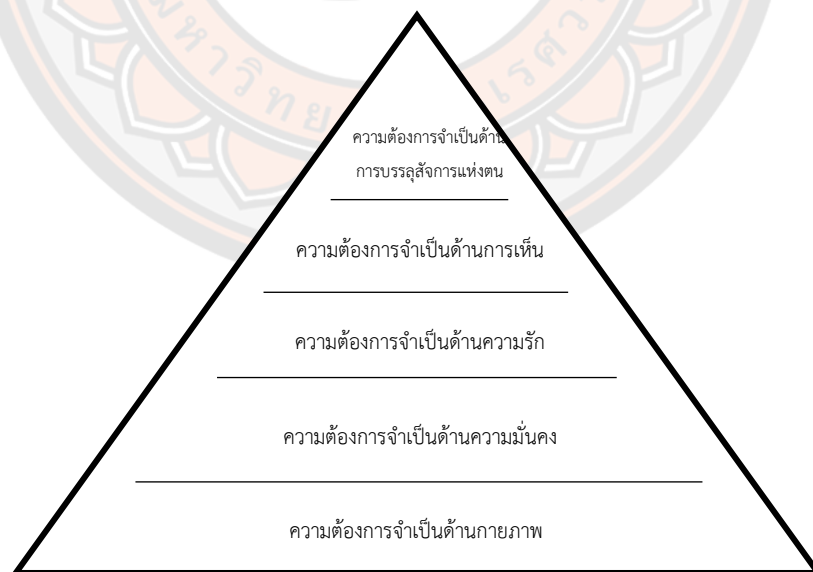 ความต้องการจำเป็นด้าน
การบรรลุสัจการแห่งตน
ความต้องการจำเป็นด้านการเห็น
ความต้องการจำเป็นด้านความรัก
ความต้องการจำเป็นด้านความมั่นคง
ความต้องการจำเป็นด้านกายภาพ